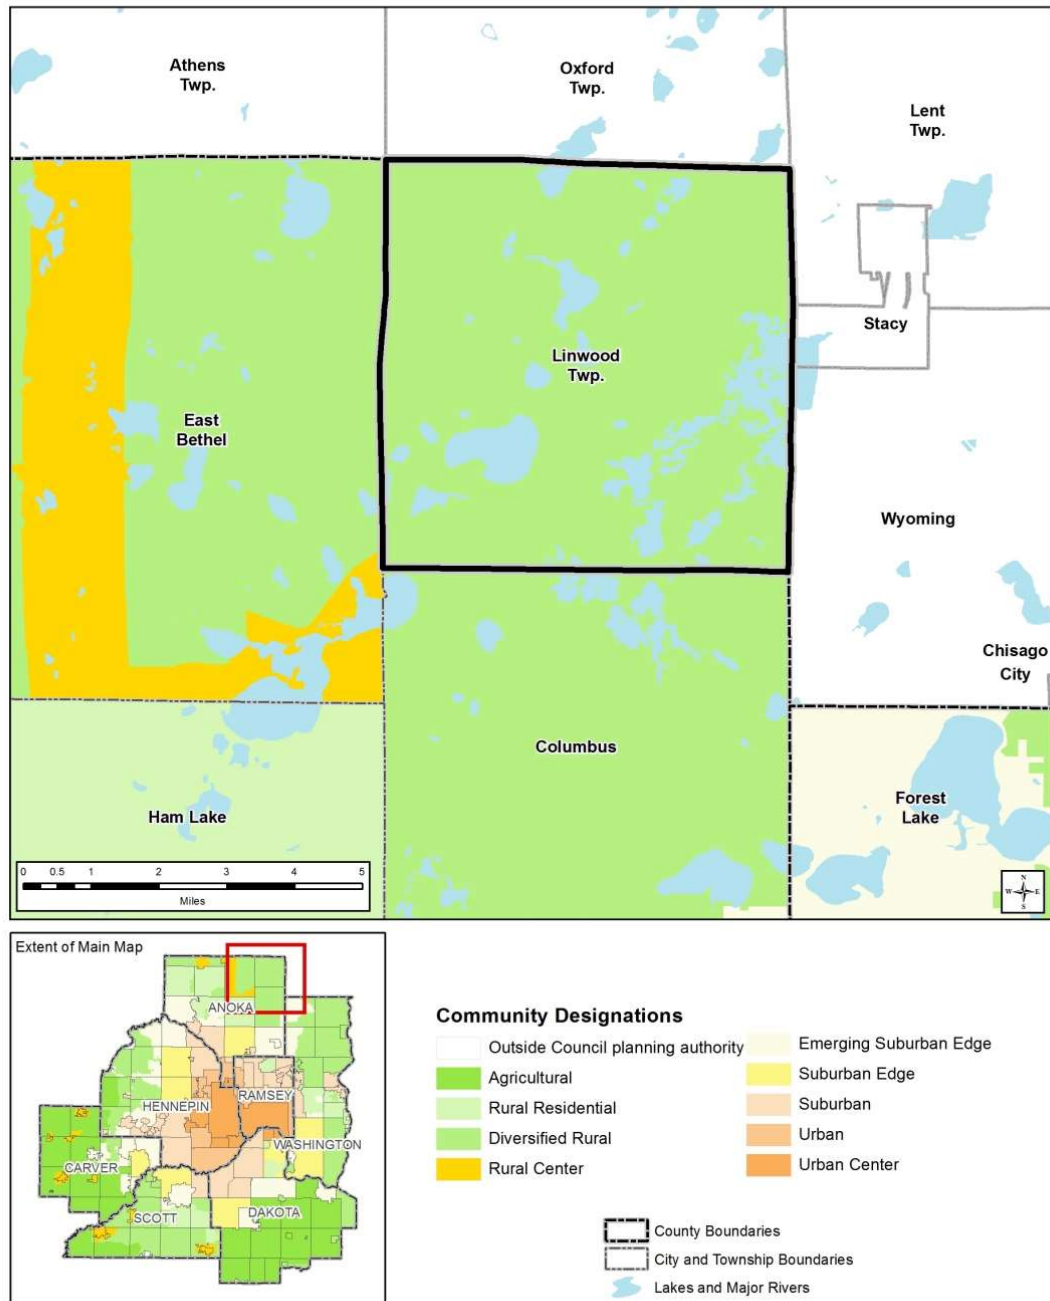 Athens
Twp.
Oxford
Twp.
Lent
Twp.
Stacy
Linwood
Twp.
East
Bethel
Wyoming
Chisago
City
Columbus
Ham Lake
Forest
Lake
0 0.5 1 2 3 4 5
Miles
N
W E
S
Extent of Main Map
ANOKA
HENNEPIN
RAMSEY
WASHINGTON
CARVER
SCOTT
DAKOTA
Community Designations
Outside Council planning authority
Agricultural
Rural Residential
Diversified Rural
Rural Center
Emerging Suburban Edge
Suburban Edge
Suburban
Urban
Urban Center
County Boundaries
City and Township Boundaries
Lakes and Major Rivers